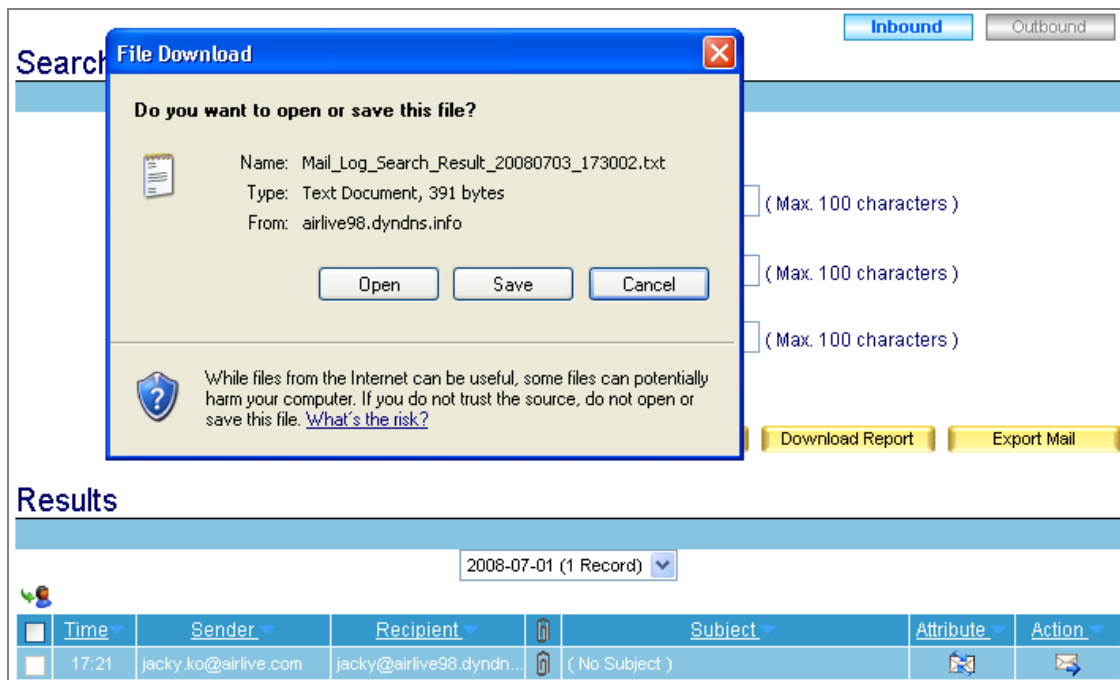 Inbound
Outbound
Search
File Download
Do you want to open or save this file?
Name: Mail_Log_Search_Result_20080703_173002.txt
Type: Text Document, 391 bytes
From: airlive98.dyndns.info
Open Save Cancel
While files from the Internet can be useful, some files can potentially
harm your computer. If you do not trust the source, do not open or
save this file. What's the risk?
( Max. 100 characters )
( Max. 100 characters )
( Max. 100 characters )
Download Report
Export Mail
Results
2008-07-01 (1 Record)
Time Sender Recipient Subject Attribute Action
17:21 jacky.ko@airlive.com jacky@airlive98.dyndn... ( No Subject )